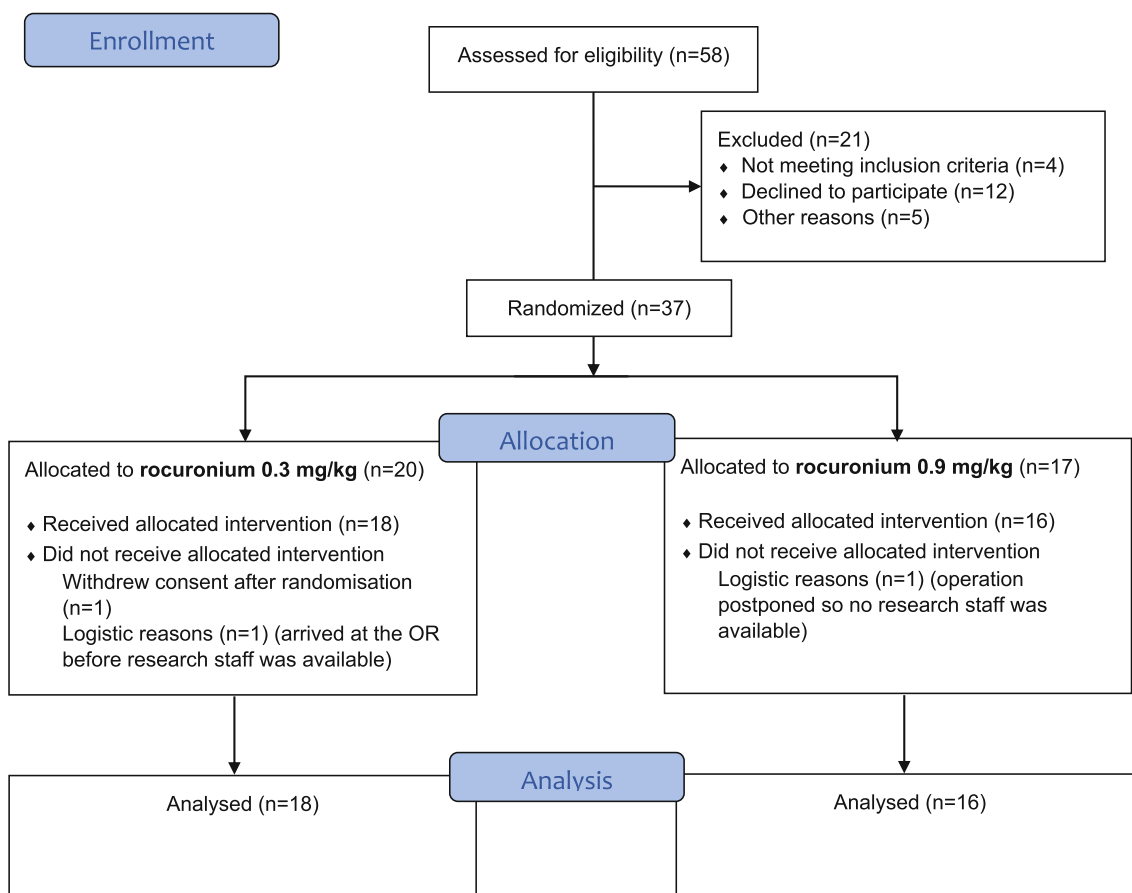 Enrollment
Assessed for eligibility (n=58)
Excluded (n=21)
♦ Not meeting inclusion criteria (n=4)
♦ Declined to participate (n=12)
♦ Other reasons (n=5)
Randomized (n=37)
Allocation
Allocated to rocuronium 0.3 mg/kg (n=20)
♦ Received allocated intervention (n=18)
♦ Did not receive allocated intervention
Withdrew consent after randomisation
(n=1)
Logistic reasons (n=1) (arrived at the OR
before research staff was available)
Allocated to rocuronium 0.9 mg/kg (n=17)
♦ Received allocated intervention (n=16)
♦ Did not receive allocated intervention
Logistic reasons (n=1) (operation
postponed so no research staff was
available)
Analysis
Analysed (n=18)
Analysed (n=16)